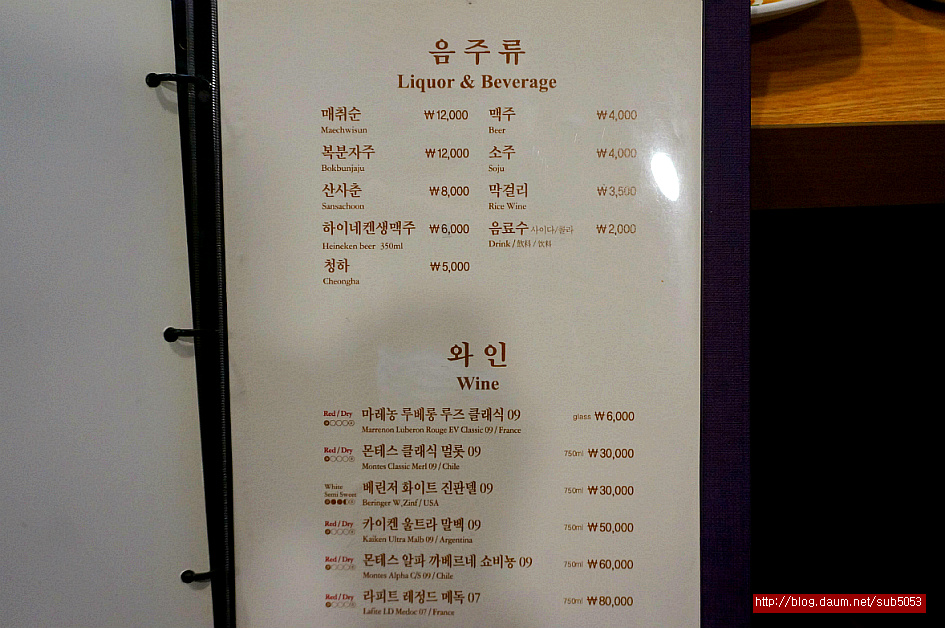 음주류
Liquor & Beverage
매취순 ₩12,000
Maechwisun
복분자주 ₩12,000
Bokbunjaju
산사춘 ₩8,000
Sansachoon
하이네켄생맥주 ₩6,000
Heineken beer 350ml
청하 ₩5,000
Cheongha
맥주 ₩4,000
Beer
소주 ₩4,000
Soju
막걸리 ₩3,500
Rice Wine
음료수 사이다/콜라 ₩2,000
Drink / 飲料 / 饮料
와인
Wine
Red / Dry 마레농 루베롱 루즈 클래식 09 glass ₩6,000
Marrenon Luberon Rouge EV Classic 09 / France
Red / Dry 몬테스 클래식 멀롯 09 750ml ₩30,000
Montes Classic Merl 09 / Chile
White
Semi Sweet 베린저 화이트 진판델 09 750ml ₩30,000
Beringer W,Zinf / USA
Red / Dry 카이켄 울트라 말벡 09 750ml ₩50,000
Kaiken Ultra Malb 09 / Argentina
Red / Dry 몬테스 알파 까베르네 쇼비뇽 09 750ml ₩60,000
Montes Alpha C/S 09 / Chile
Red / Dry 라피트 레정드 메독 07 750ml ₩80,000
Lafite LD Medoc 07 / France
http://blog.daum.net/sub5053